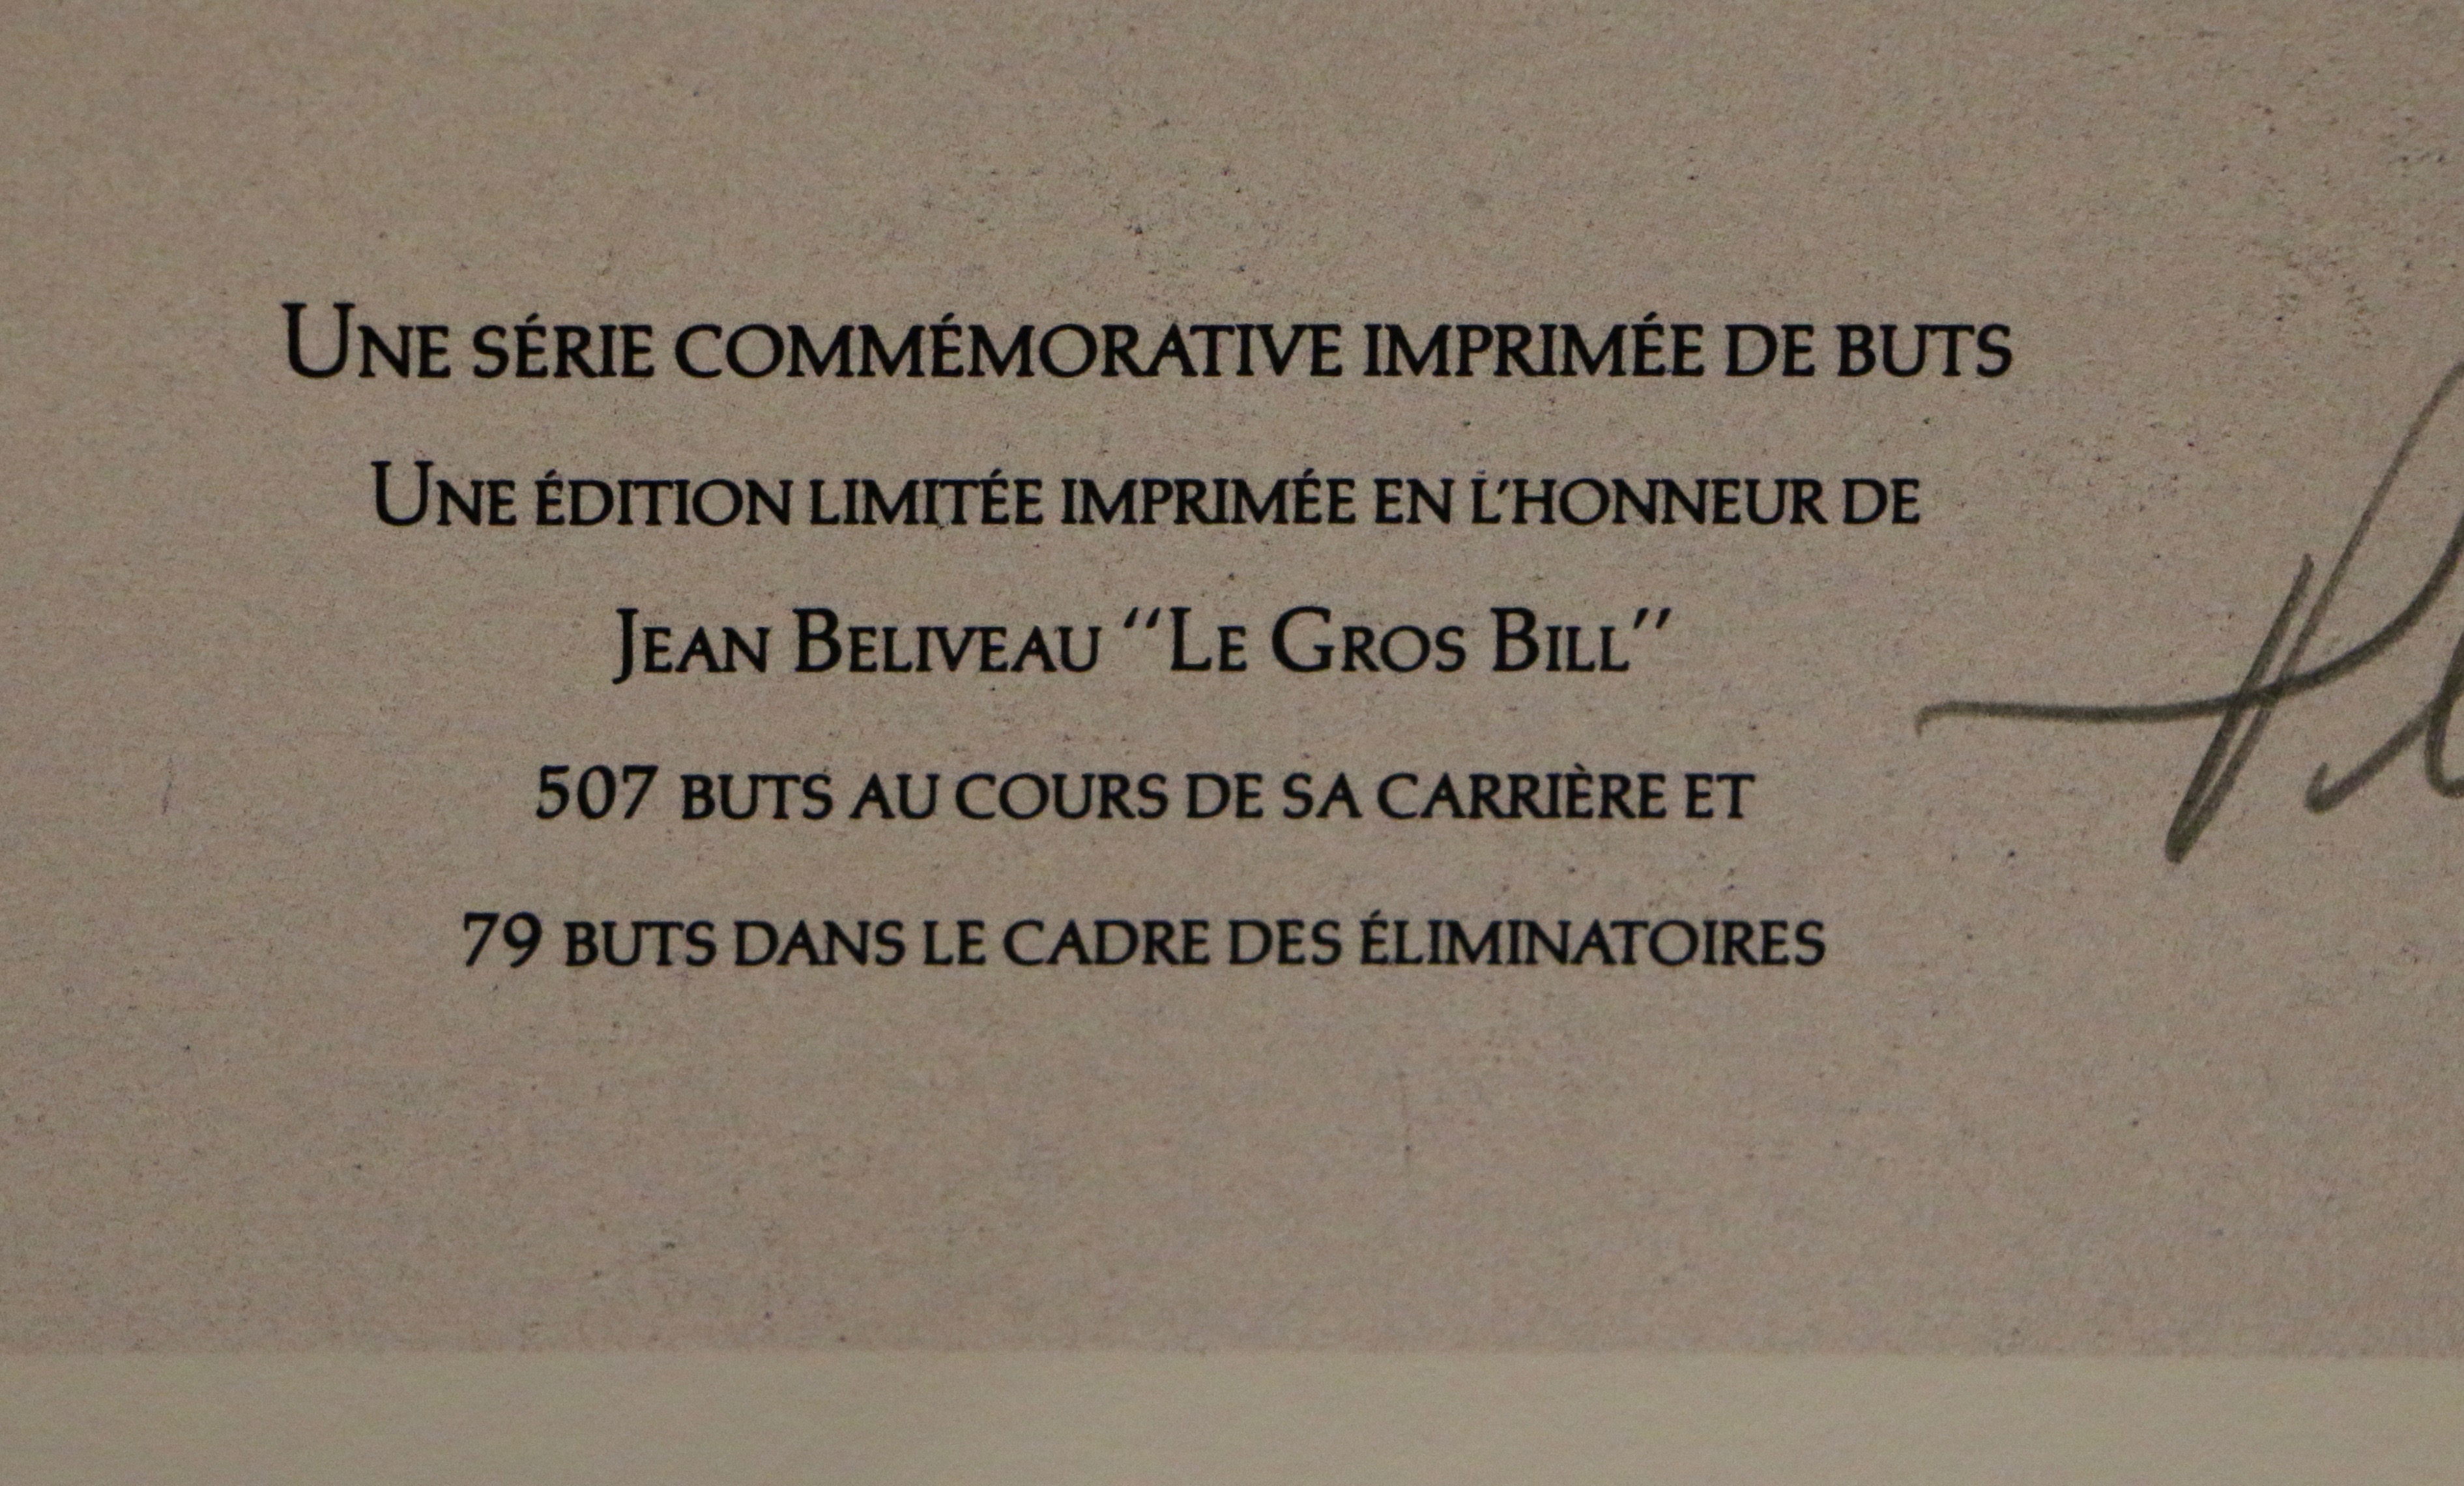 UNE SÉRIE COMMÉMORATIVE IMPRIMÉE DE BUTS
UNE ÉDITION LIMITÉE IMPRIMÉE EN L'HONNEUR DE
JEAN BELIVEAU "LE GROS BILL"
507 BUTS AU COURS DE SA CARRIÈRE ET
79 BUTS DANS LE CADRE DES ÉLIMINATOIRES